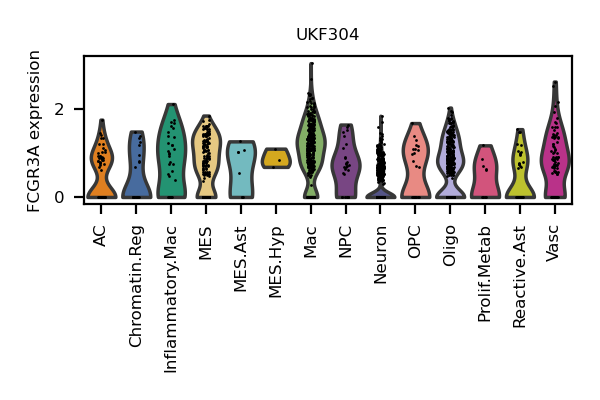 UKF304
FCGR3A expression
2
0
AC
Chromatin.Reg
Inflammatory.Mac
MES
MES.Ast
MES.Hyp
Mac
NPC
Neuron
OPC
Oligo
Prolif.Metab
Reactive.Ast
Vasc